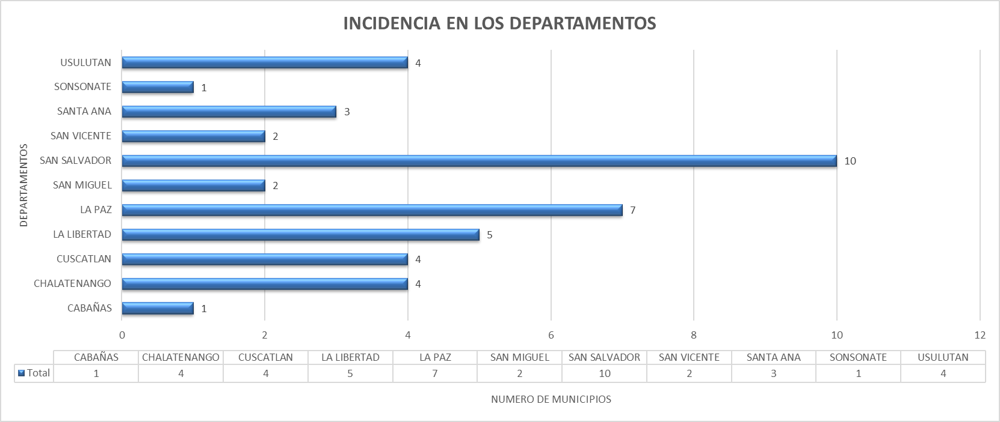 INCIDENCIA EN LOS DEPARTAMENTOS
DEPARTAMENTOS
USULUTAN 4
SONSONATE 1
SANTA ANA 3
SAN VICENTE 2
SAN SALVADOR 10
SAN MIGUEL 2
LA PAZ 7
LA LIBERTAD 5
CUSCATLAN 4
CHALATENANGO 4
CABAÑAS 1
0 2 4 6 8 10 12
CABAÑAS CHALATENANGO CUSCATLAN LA LIBERTAD LA PAZ SAN MIGUEL SAN SALVADOR SAN VICENTE SANTA ANA SONSONATE USULUTAN
Total 1 4 4 5 7 2 10 2 3 1 4
NUMERO DE MUNICIPIOS